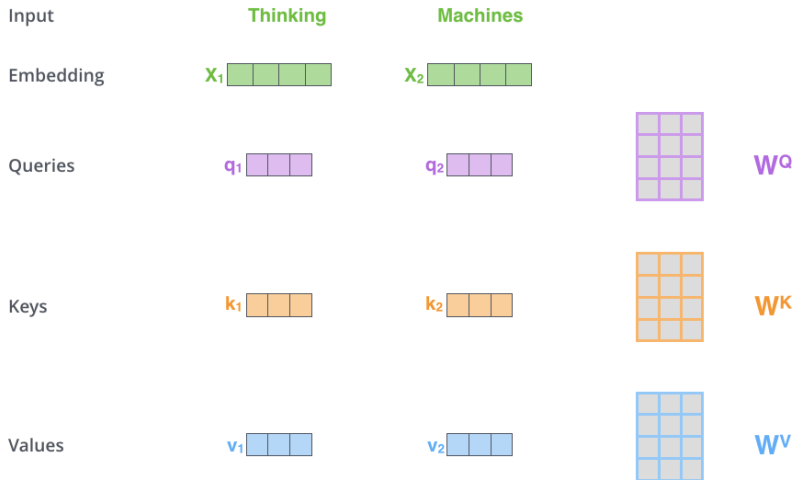 Input Thinking Machines
Embedding X1 X2
Queries q1 q2 WQ
Keys k1 k2 WK
Values v1 v2 WV